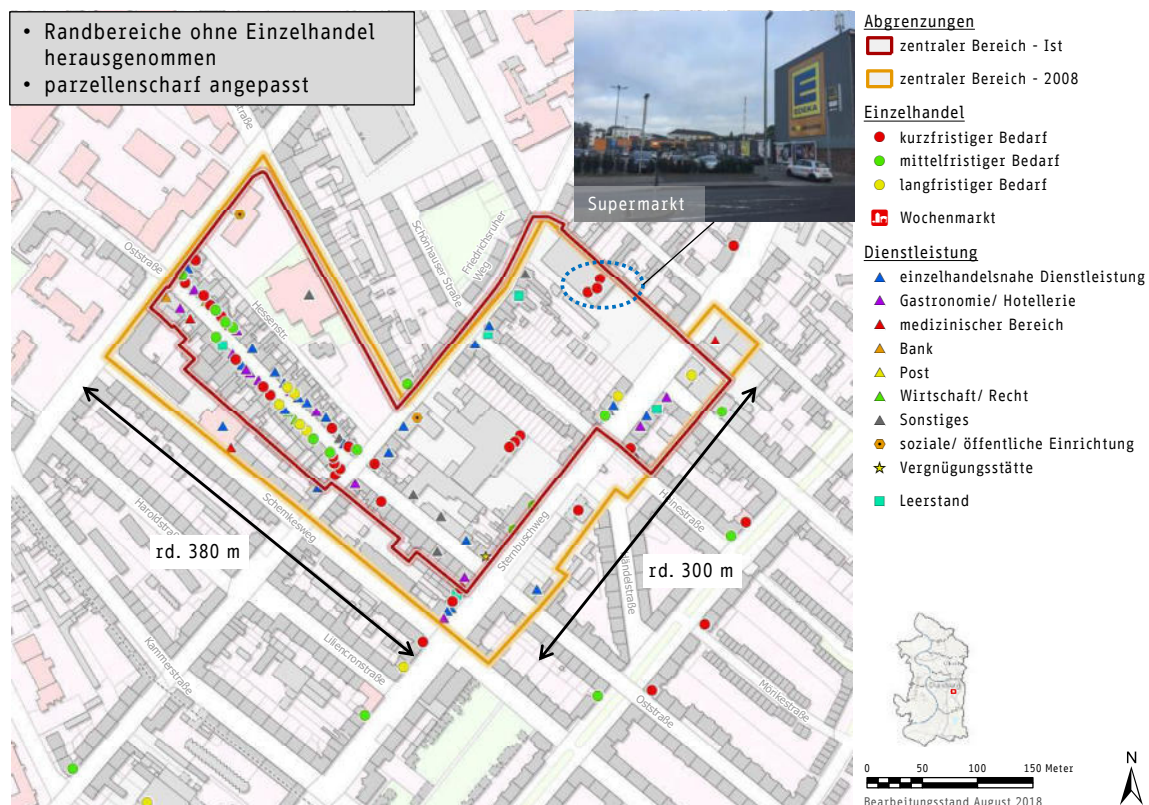 • Randbereiche ohne Einzelhandel
herausgenommen
• parzellenscharf angepasst
EDEKA
Supermarkt
Oststraße
Schönhauser Straße
Friedrichsruher
Weg
Oststraße
Hessenstr.
Haroldstraße
Schemkesweg
Sternbuschweg
Heinestraße
Händelstraße
Liliencronstraße
Kammerstraße
Oststraße
Mörikestraße
rd. 380 m
rd. 300 m
Abgrenzungen
zentraler Bereich - Ist
zentraler Bereich - 2008
Einzelhandel
kurzfristiger Bedarf
mittelfristiger Bedarf
langfristiger Bedarf
Wochenmarkt
Dienstleistung
einzelhandelsnahe Dienstleistung
Gastronomie/ Hotellerie
medizinischer Bereich
Bank
Post
Wirtschaft/ Recht
Sonstiges
soziale/ öffentliche Einrichtung
Vergnügungsstätte
Leerstand
0 50 100 150 Meter
Bearbeitungsstand August 2018
N